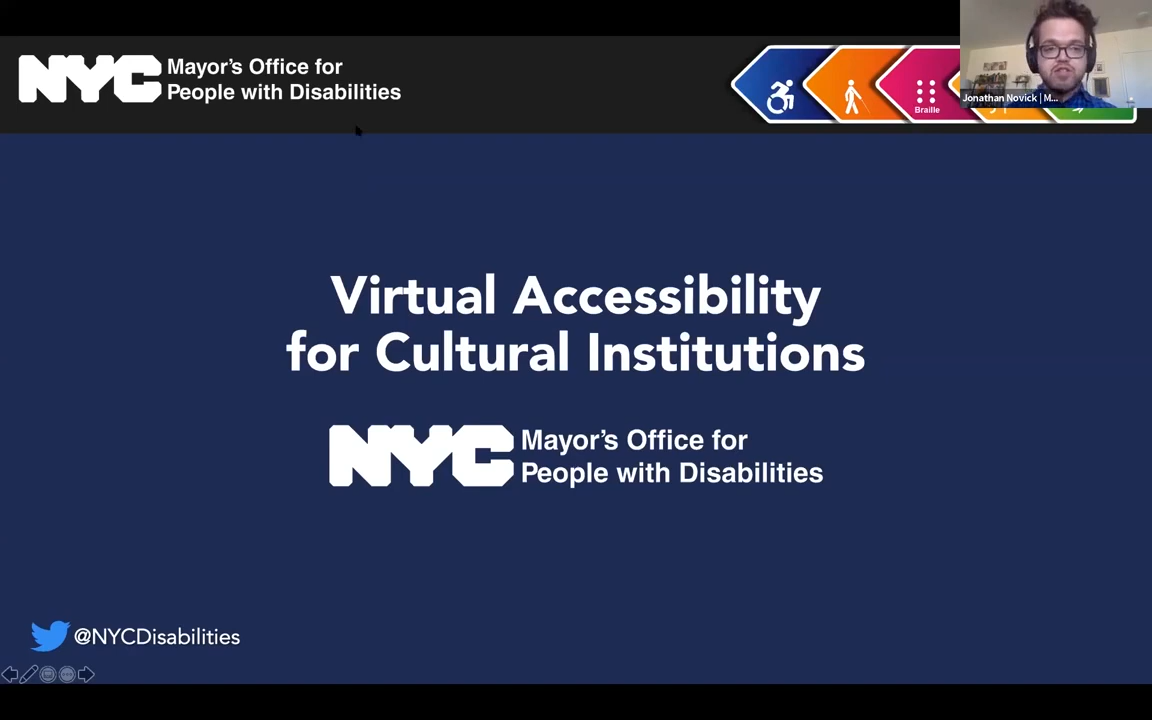 NYC Mayor's Office for
People with Disabilities
Braille
Jonathan Novick | M...
Virtual Accessibility
for Cultural Institutions
NYC Mayor's Office for
People with Disabilities
@NYCDisabilities